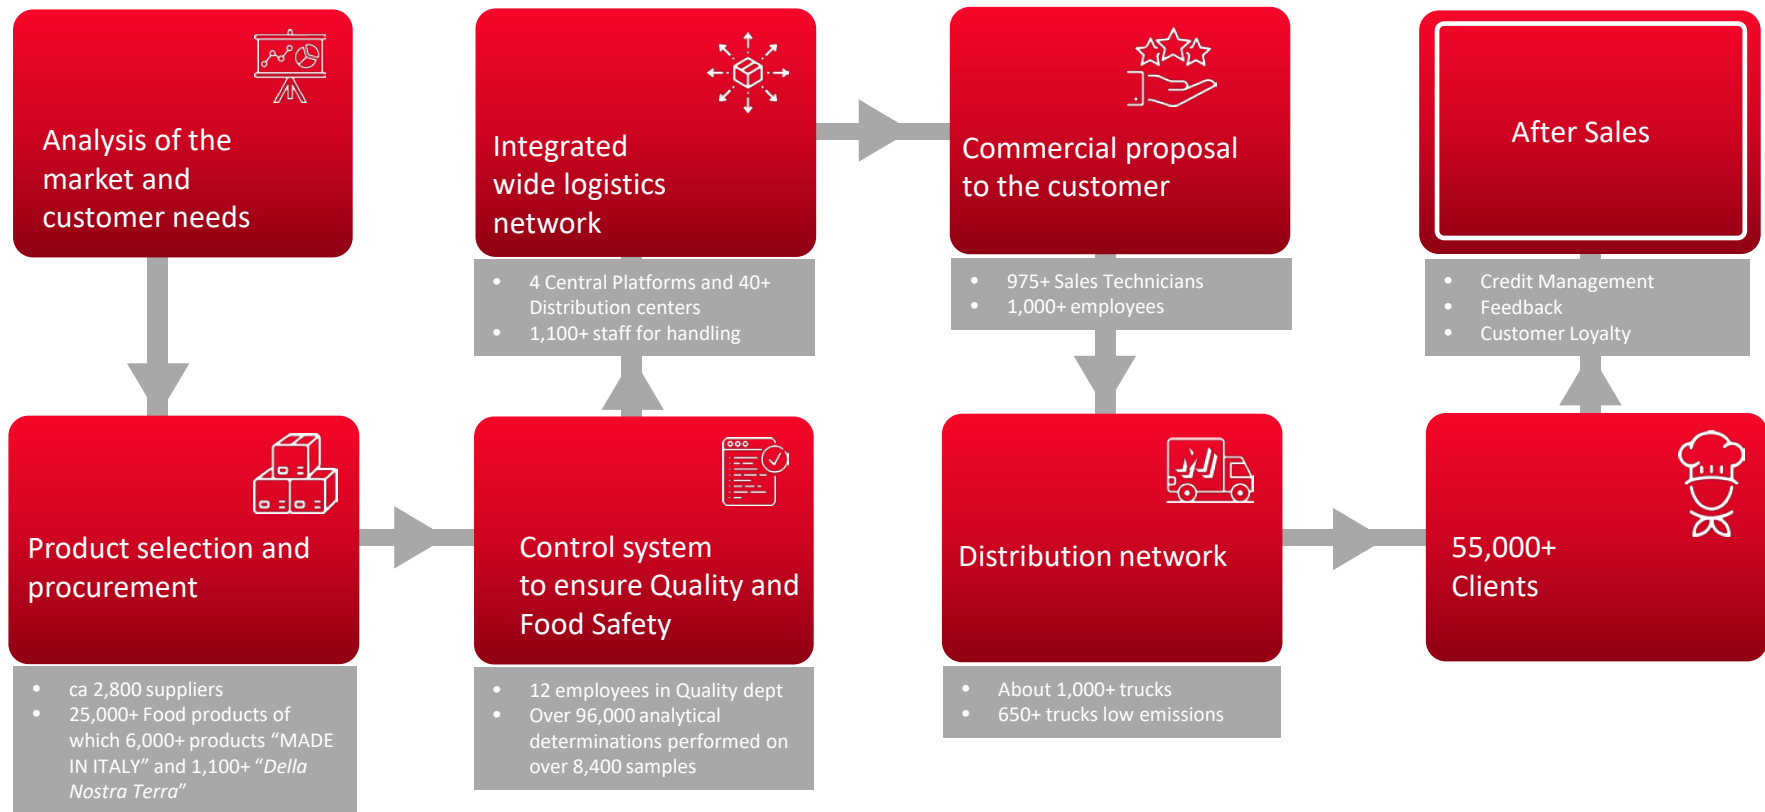 Analysis of the
market and
customer needs
Product selection and
procurement
• ca 2,800 suppliers
• 25,000+ Food products of
which 6,000+ products “MADE
IN ITALY” and 1,100+ “Della
Nostra Terra”
Control system
to ensure Quality and
Food Safety
• 12 employees in Quality dept
• Over 96,000 analytical
determinations performed on
over 8,400 samples
Integrated
wide logistics
network
• 4 Central Platforms and 40+
Distribution centers
• 1,100+ staff for handling
Commercial proposal
to the customer
• 975+ Sales Technicians
• 1,000+ employees
Distribution network
• About 1,000+ trucks
• 650+ trucks low emissions
55,000+
Clients
After Sales
• Credit Management
• Feedback
• Customer Loyalty